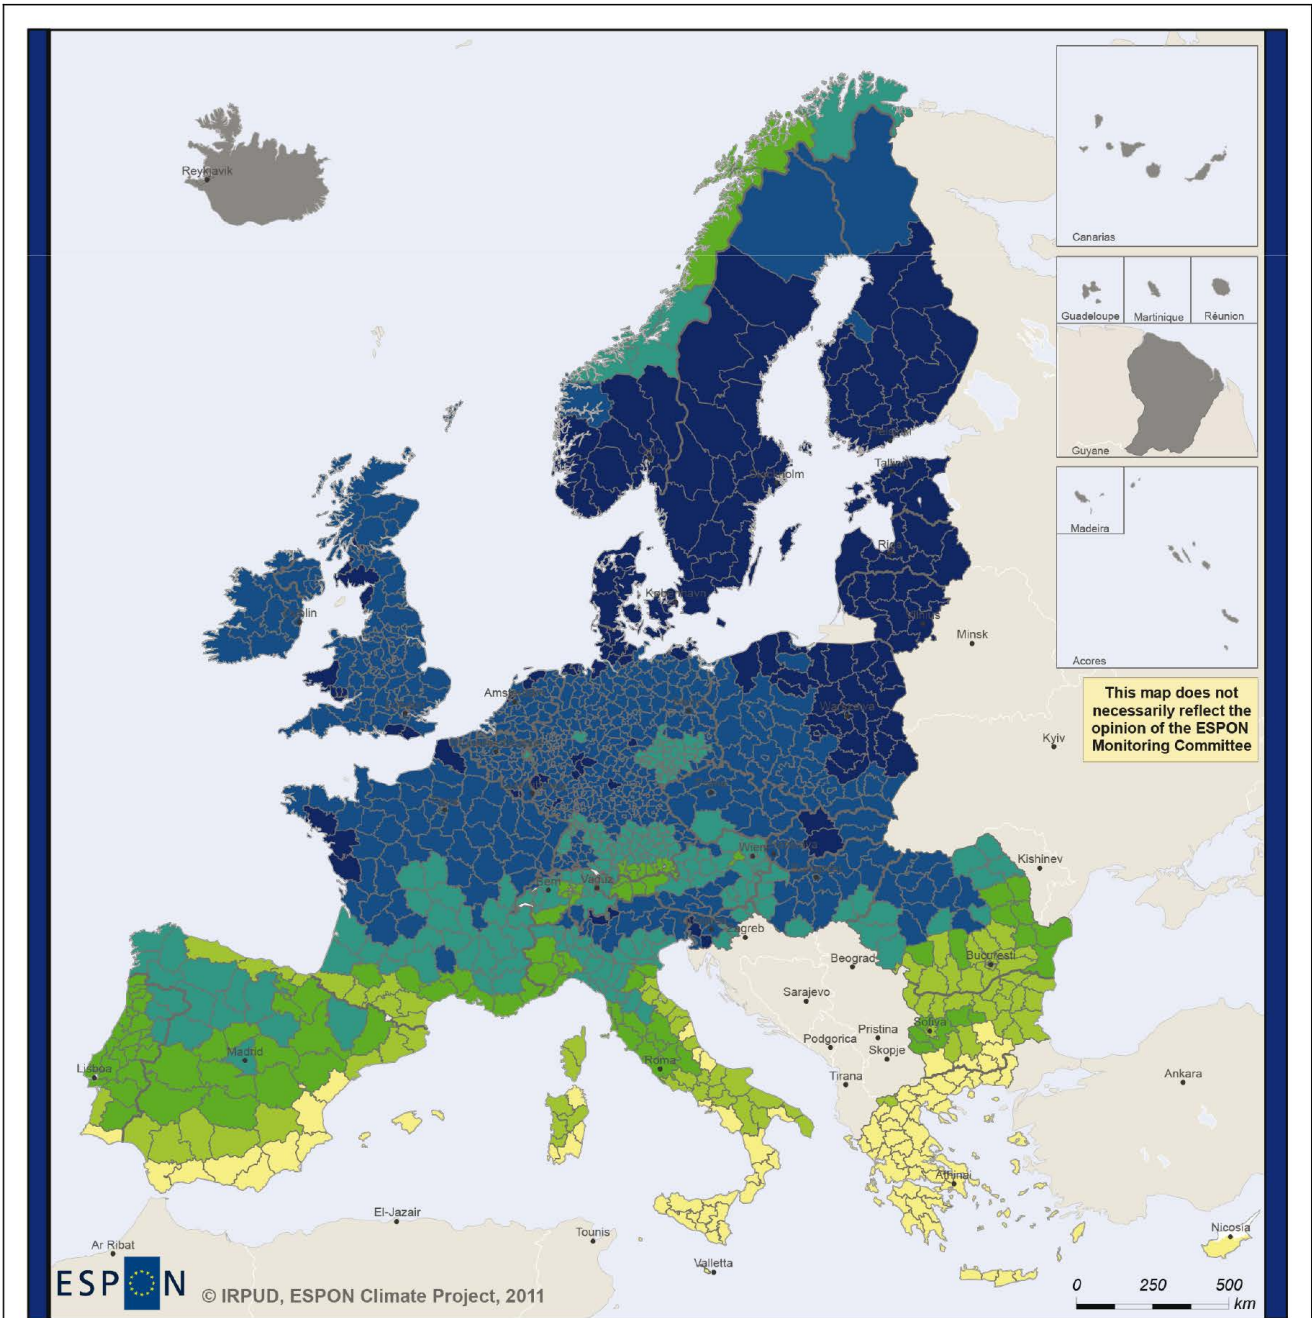 Reykjavik
Canarias
Guadeloupe
Martinique
Réunion
Guyane
Madeira
Acores
This map does not
necessarily reflect the
opinion of the ESPON
Monitoring Committee
Minsk
Kyiv
Kishinev
Vaduz
Bern
Wien
Zagreb
Beograd
Bucuresti
Sarajevo
Podgorica
Pristina
Skopje
Sofiya
Tirana
Roma
Madrid
Lisboa
Ankara
Athinai
Nicosia
El-Jazair
Tounis
Ar Ribat
Valletta
Riga
ESPON
© IRPUD, ESPON Climate Project, 2011
0 250 500
km